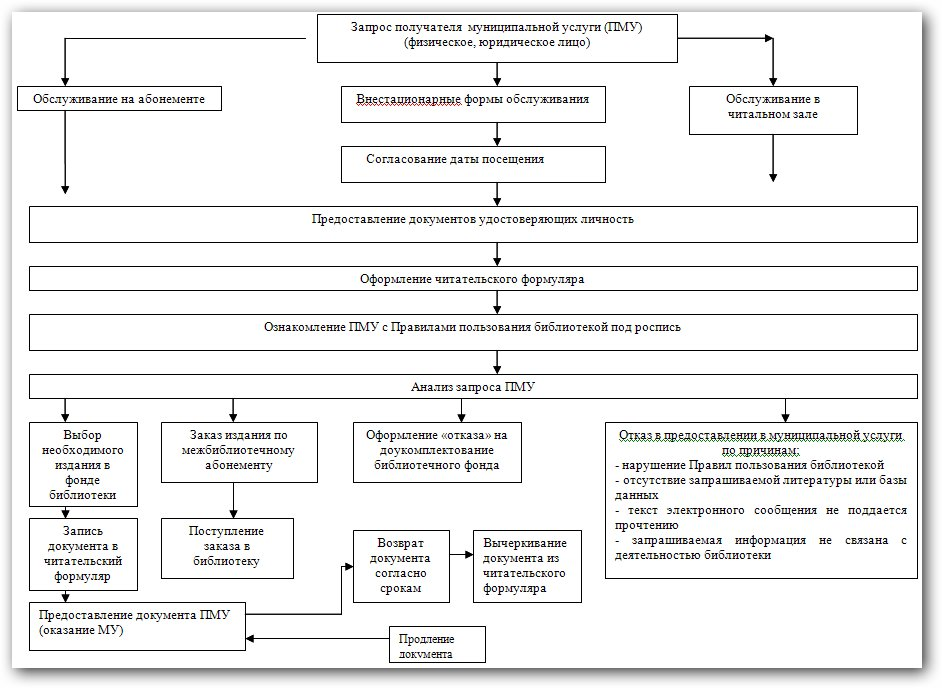 Запрос получателя муниципальной услуги (ПМУ)
(физическое, юридическое лицо)
Обслуживание на абонементе
Внестационарные формы обслуживания
Обслуживание в
читальном зале
Согласование даты посещения
Предоставление документов удостоверяющих личность
Оформление читательского формуляра
Ознакомление ПМУ с Правилами пользования библиотекой под роспись
Анализ запроса ПМУ
Выбор
необходимого
издания в
фонде
библиотеки
Заказ издания по
межбиблиотечному
абонементу
Оформление «отказа» на
доукомплектование
библиотечного фонда
Отказ в предоставлении в муниципальной услуги
по причинам:
- нарушение Правил пользования библиотекой
- отсутствие запрашиваемой литературы или базы
данных
- текст электронного сообщения не поддается
прочтению
- запрашиваемая информация не связана с
деятельностью библиотеки
Запись
документа в
читательский
формуляр
Поступление
заказа в
библиотеку
Возврат
документа
согласно
срокам
Вычеркивание
документа из
читательского
формуляра
Предоставление документа ПМУ
(оказание МУ)
Продление
документа